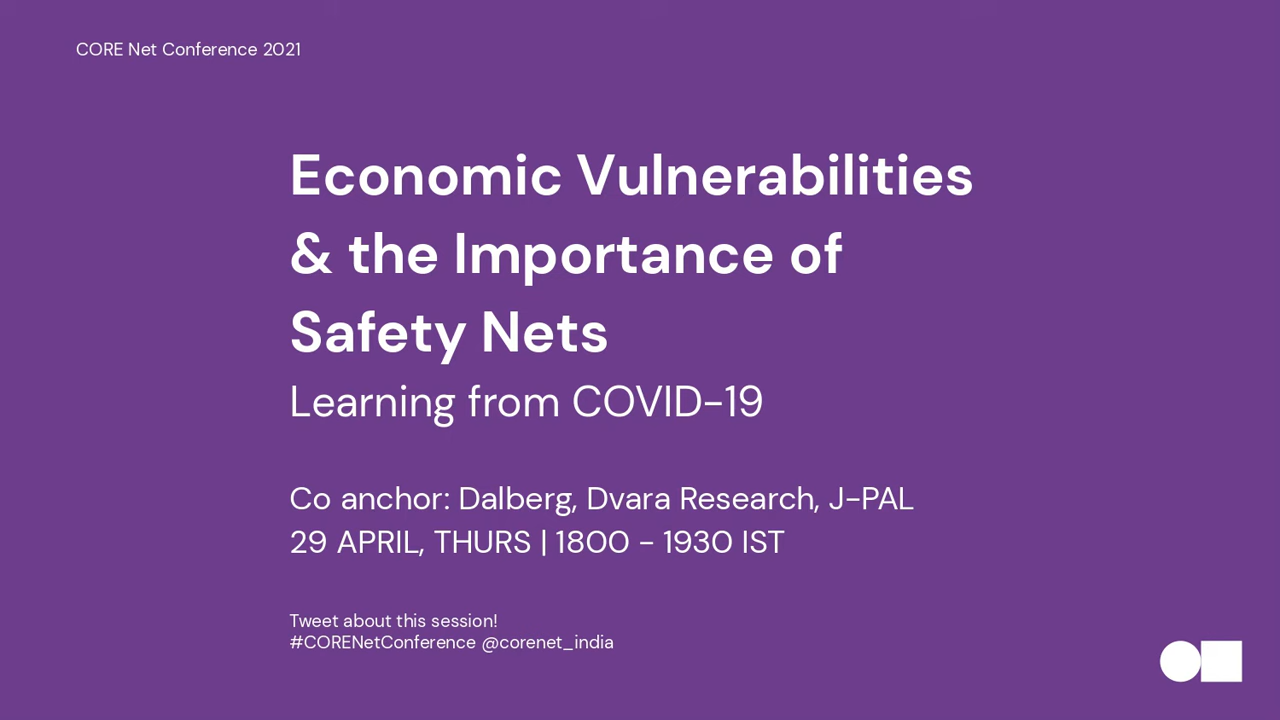 CORE Net Conference 2021
Economic Vulnerabilities
& the Importance of
Safety Nets
Learning from COVID-19
Co anchor: Dalberg, Dvara Research, J-PAL
29 APRIL, THURS | 1800 - 1930 IST
Tweet about this session!
#CORENetConference @corenet_india